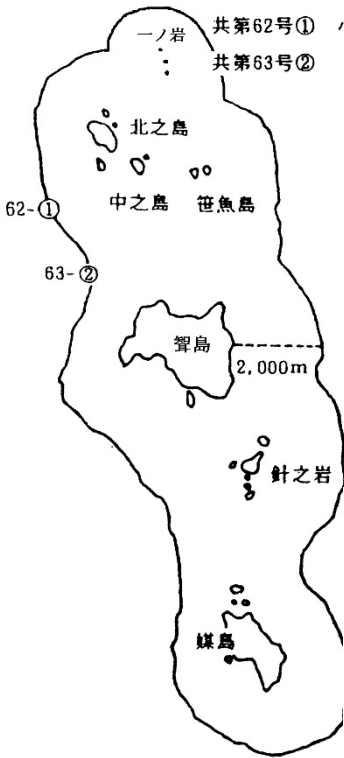 一ノ岩
共第62号①
共第63号②
北之島
中之島
笹魚島
62-①
63-②
聟島
2,000m
針之岩
媒島